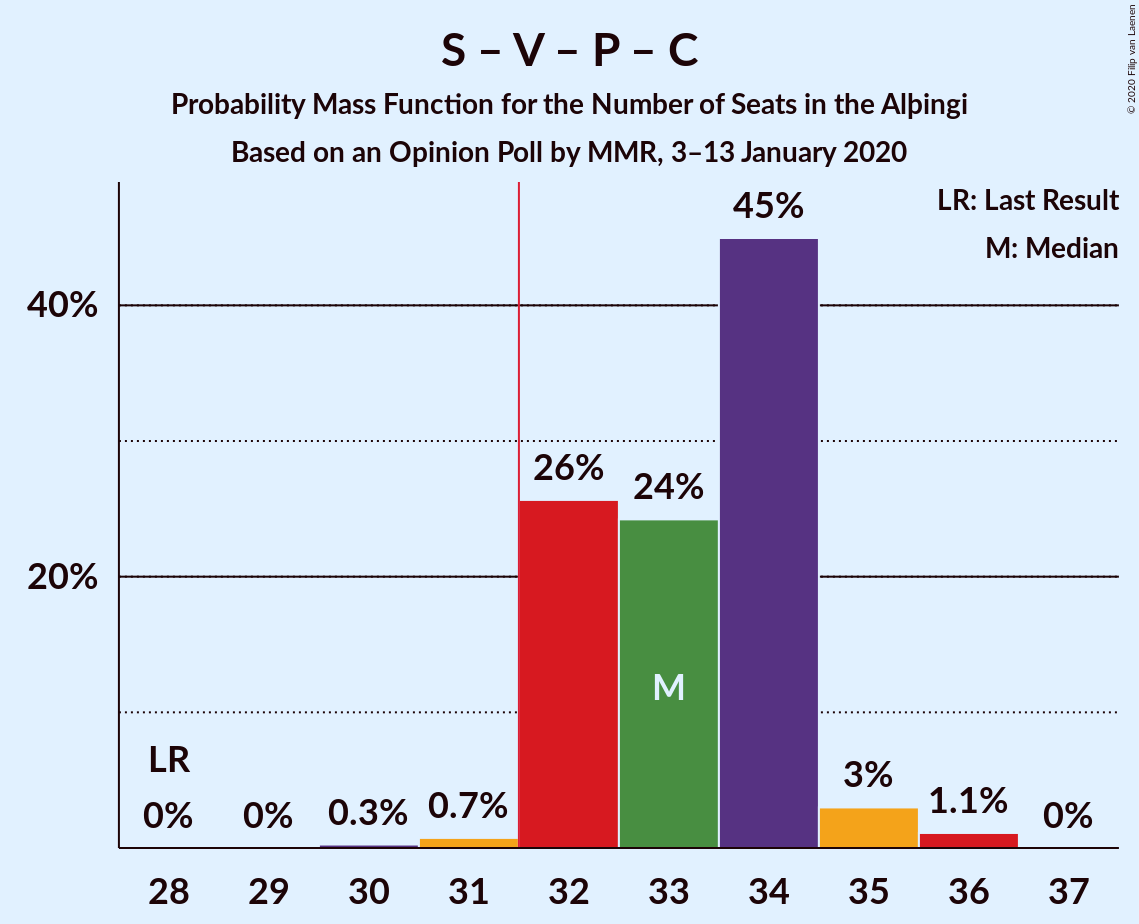 S – V – P – C
Probability Mass Function for the Number of Seats in the Alþingi
Based on an Opinion Poll by MMR, 3–13 January 2020
© 2020 Filip van Laenen
LR: Last Result
M: Median
45%
40%
26%
24%
20%
M
LR
0%
0%
0.3%
0.7%
3%
1.1%
0%
28
29
30
31
32
33
34
35
36
37